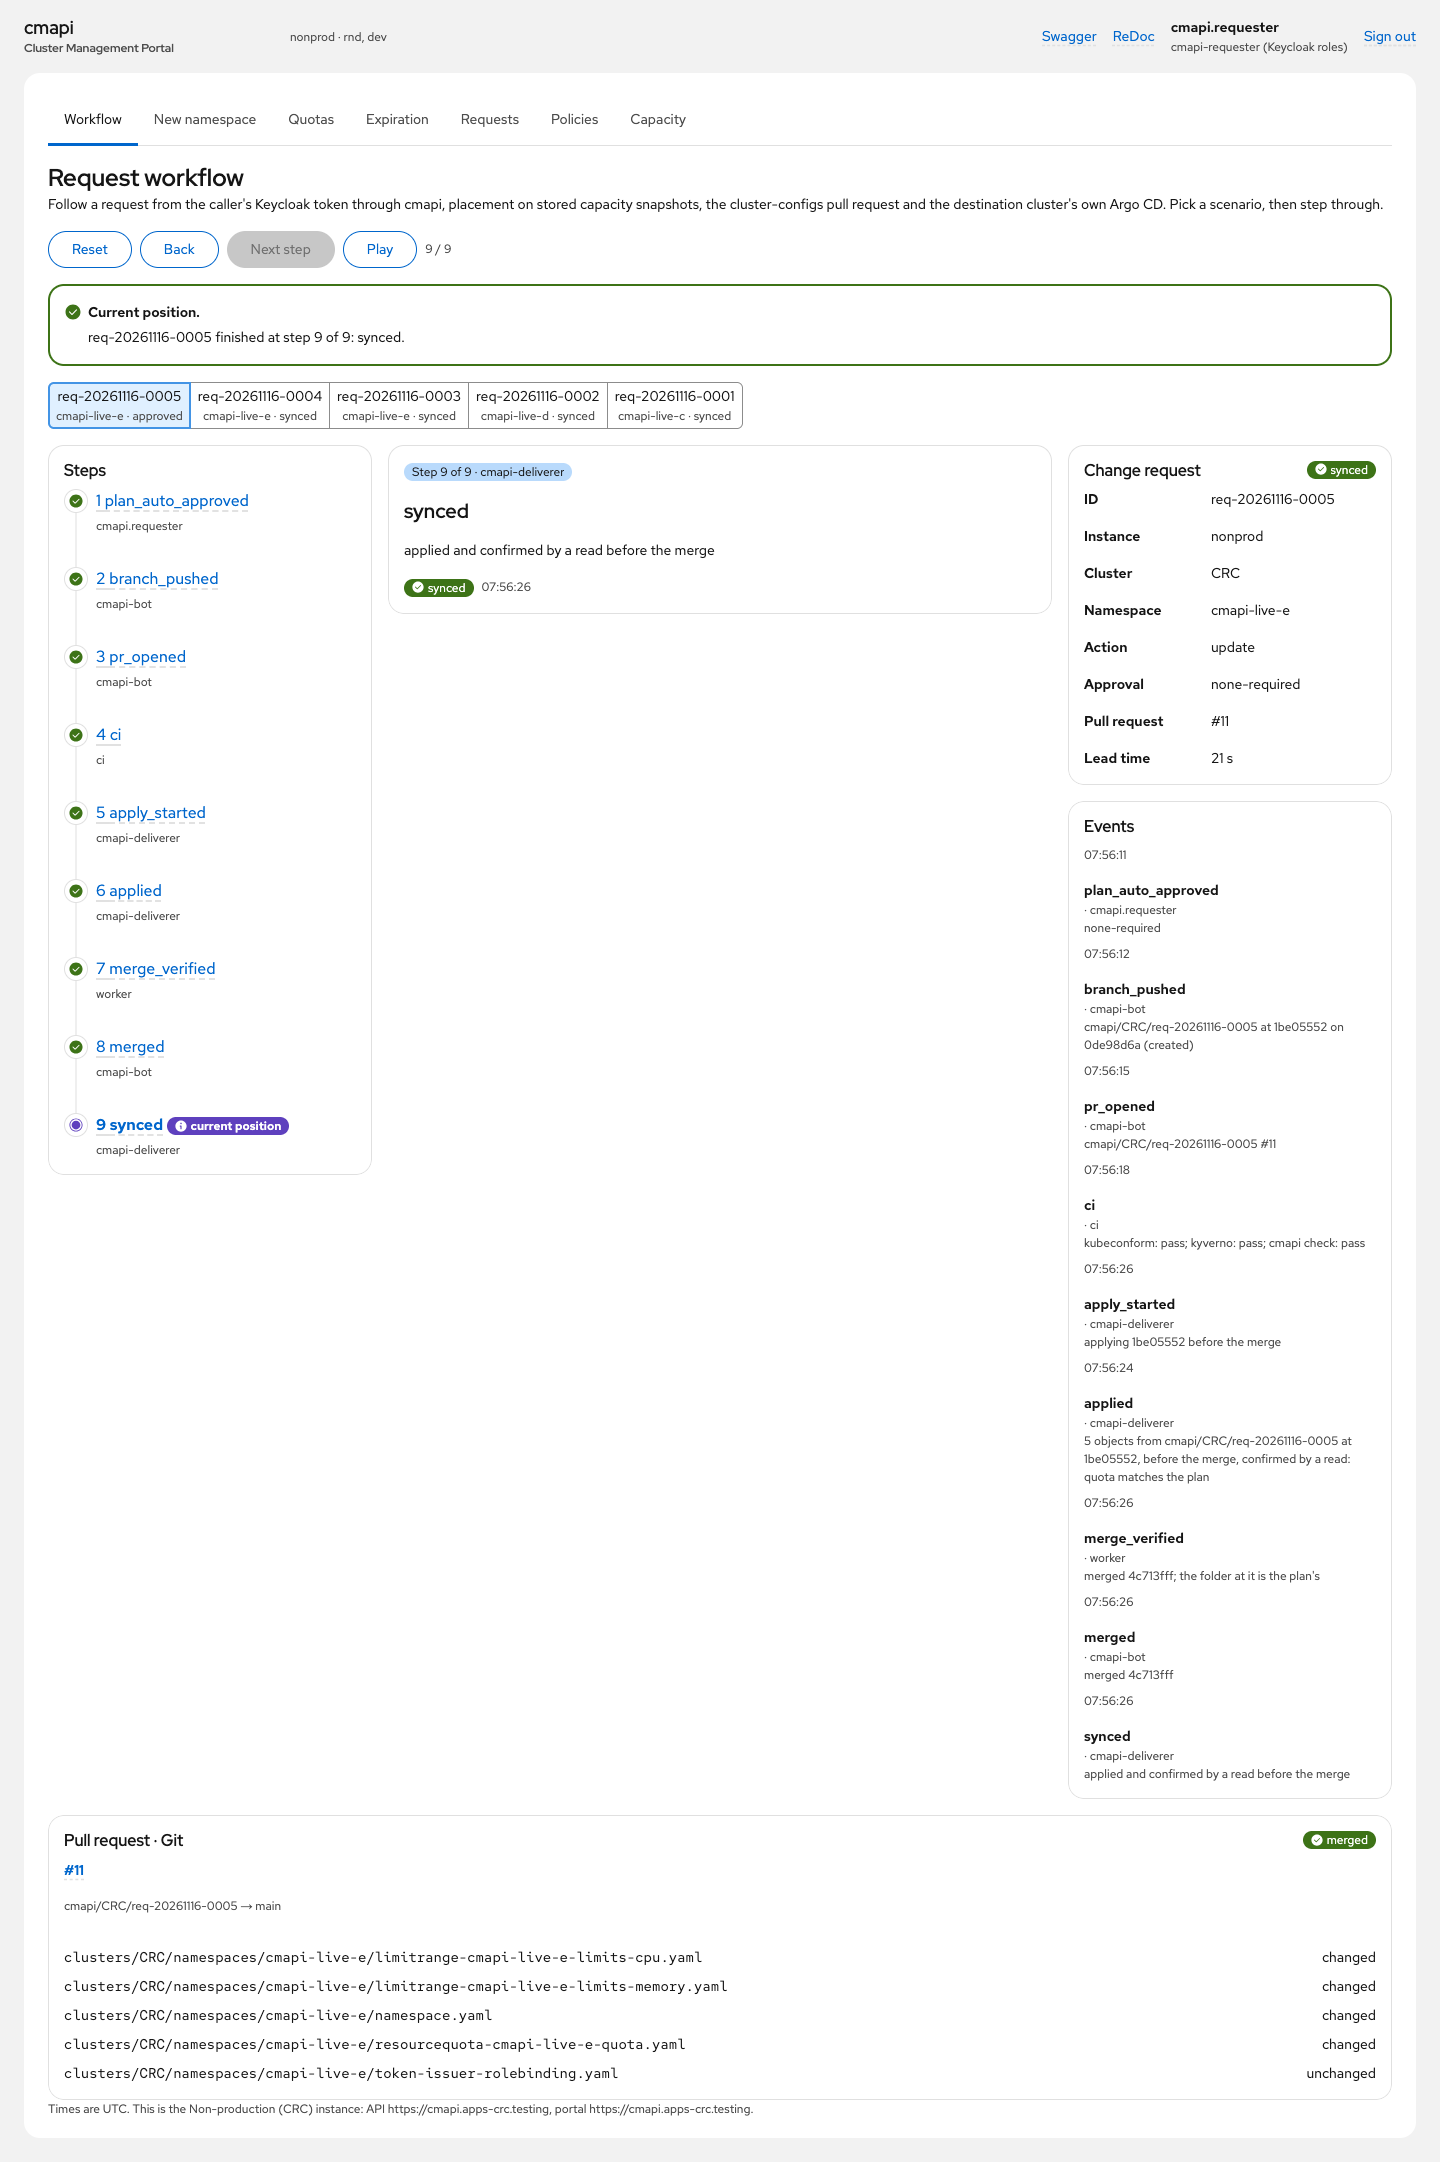 cmapi
Cluster Management Portal
nonprod · rnd, dev
Swagger
ReDoc
cmapi.requester
cmapi-requester (Keycloak roles)
Sign out
Workflow
New namespace
Quotas
Expiration
Requests
Policies
Capacity
Request workflow
Follow a request from the caller's Keycloak token through cmapi, placement on stored capacity snapshots, the cluster-configs pull request and the destination cluster's own Argo CD. Pick a scenario, then step through.
Reset
Back
Next step
Play
9 / 9
Current position.
req-20261116-0005 finished at step 9 of 9: synced.
req-20261116-0005
cmapi-live-e · approved
req-20261116-0004
cmapi-live-e · synced
req-20261116-0003
cmapi-live-e · synced
req-20261116-0002
cmapi-live-d · synced
req-20261116-0001
cmapi-live-c · synced
Steps
1 plan_auto_approved
cmapi.requester
2 branch_pushed
cmapi-bot
3 pr_opened
cmapi-bot
4 ci
ci
5 apply_started
cmapi-deliverer
6 applied
cmapi-deliverer
7 merge_verified
worker
8 merged
cmapi-bot
9 synced current position
cmapi-deliverer
Step 9 of 9 · cmapi-deliverer
synced
applied and confirmed by a read before the merge
synced 07:56:26
Change request synced
ID req-20261116-0005
Instance nonprod
Cluster CRC
Namespace cmapi-live-e
Action update
Approval none-required
Pull request #11
Lead time 21 s
Events
07:56:11
plan_auto_approved
· cmapi.requester
none-required
07:56:12
branch_pushed
· cmapi-bot
cmapi/CRC/req-20261116-0005 at 1be05552 on
0de98d6a (created)
07:56:15
pr_opened
· cmapi-bot
cmapi/CRC/req-20261116-0005 #11
07:56:18
ci
· ci
kubeconform: pass; kyverno: pass; cmapi check: pass
07:56:26
apply_started
· cmapi-deliverer
applying 1be05552 before the merge
07:56:24
applied
· cmapi-deliverer
5 objects from cmapi/CRC/req-20261116-0005 at
1be05552, before the merge, confirmed by a read:
quota matches the plan
07:56:26
merge_verified
· worker
merged 4c713fff; the folder at it is the plan's
07:56:26
merged
· cmapi-bot
merged 4c713fff
07:56:26
synced
· cmapi-deliverer
applied and confirmed by a read before the merge
Pull request · Git merged
#11
cmapi/CRC/req-20261116-0005 → main
clusters/CRC/namespaces/cmapi-live-e/limitrange-cmapi-live-e-limits-cpu.yaml changed
clusters/CRC/namespaces/cmapi-live-e/limitrange-cmapi-live-e-limits-memory.yaml changed
clusters/CRC/namespaces/cmapi-live-e/namespace.yaml changed
clusters/CRC/namespaces/cmapi-live-e/resourcequota-cmapi-live-e-quota.yaml changed
clusters/CRC/namespaces/cmapi-live-e/token-issuer-rolebinding.yaml unchanged
Times are UTC. This is the Non-production (CRC) instance: API https://cmapi.apps-crc.testing, portal https://cmapi.apps-crc.testing.